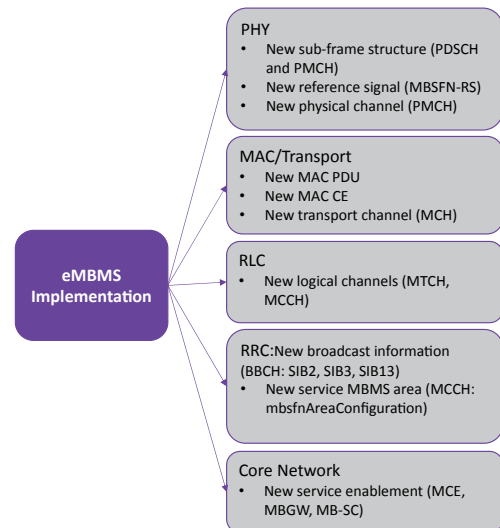 PHY
• New sub-frame structure (PDSCH
and PMCH)
• New reference signal (MBSFN-RS)
• New physical channel (PMCH)
MAC/Transport
• New MAC PDU
• New MAC CE
• New transport channel (MCH)
eMBMS
Implementation
RLC
• New logical channels (MTCH,
MCCH)
RRC:New broadcast information
(BBCH: SIB2, SIB3, SIB13)
• New service MBMS area (MCCH:
mbsfnAreaConfiguration)
Core Network
• New service enablement (MCE,
MBGW, MB-SC)